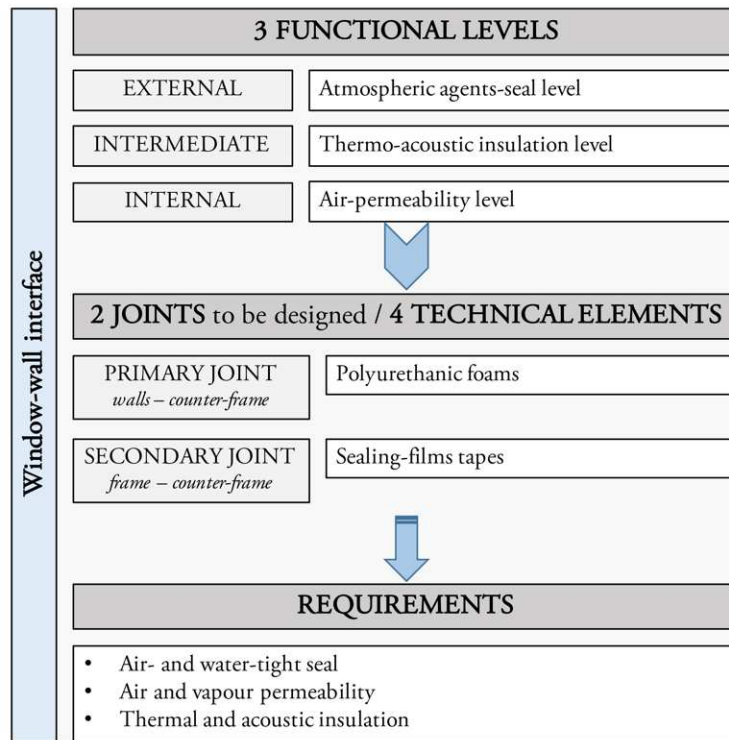 Window-wall interface
3 FUNCTIONAL LEVELS
EXTERNAL
Atmospheric agents-seal level
INTERMEDIATE
Thermo-acoustic insulation level
INTERNAL
Air-permeability level
2 JOINTS to be designed / 4 TECHNICAL ELEMENTS
PRIMARY JOINT
walls – counter-frame
Polyurethanic foams
SECONDARY JOINT
frame – counter-frame
Sealing-films tapes
REQUIREMENTS
• Air- and water-tight seal
• Air and vapour permeability
• Thermal and acoustic insulation